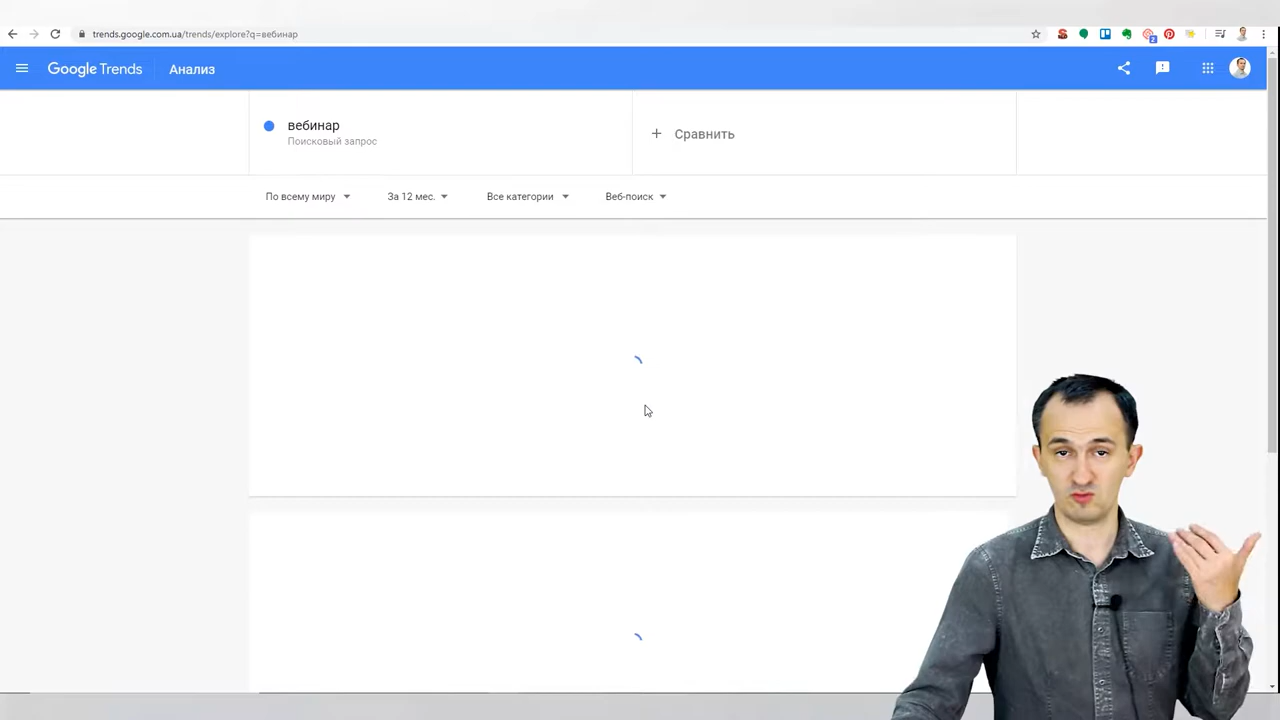 trends.google.com.ua/trends/explore?q=вебинар
Google Trends
Анализ
вебинар
Поисковый запрос
+ Сравнить
По всему миру
За 12 мес.
Все категории
Веб-поиск
2